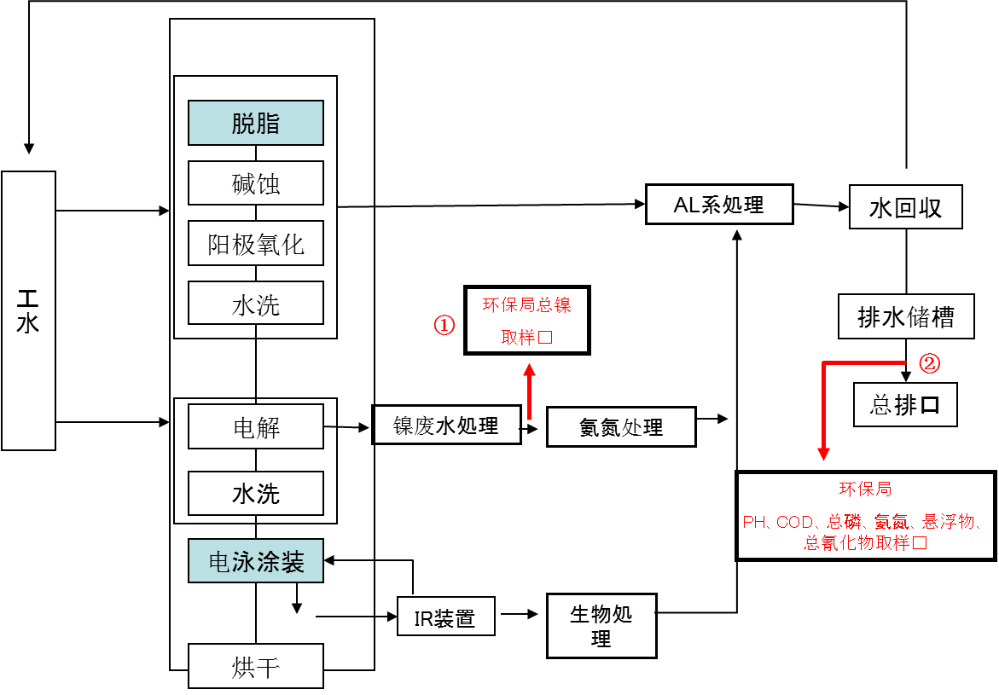 脱脂
碱蚀
阳极氧化
水洗
工
水
AL系処理
水回収
环保局总镍
取样口
①
排水储槽
②
总排口
电解
镍废水処理
氨氮处理
水洗
环保局
PH、COD、总磷、氨氮、悬浮物、
总氰化物取样口
电泳涂装
IR装置
生物処
理
烘干